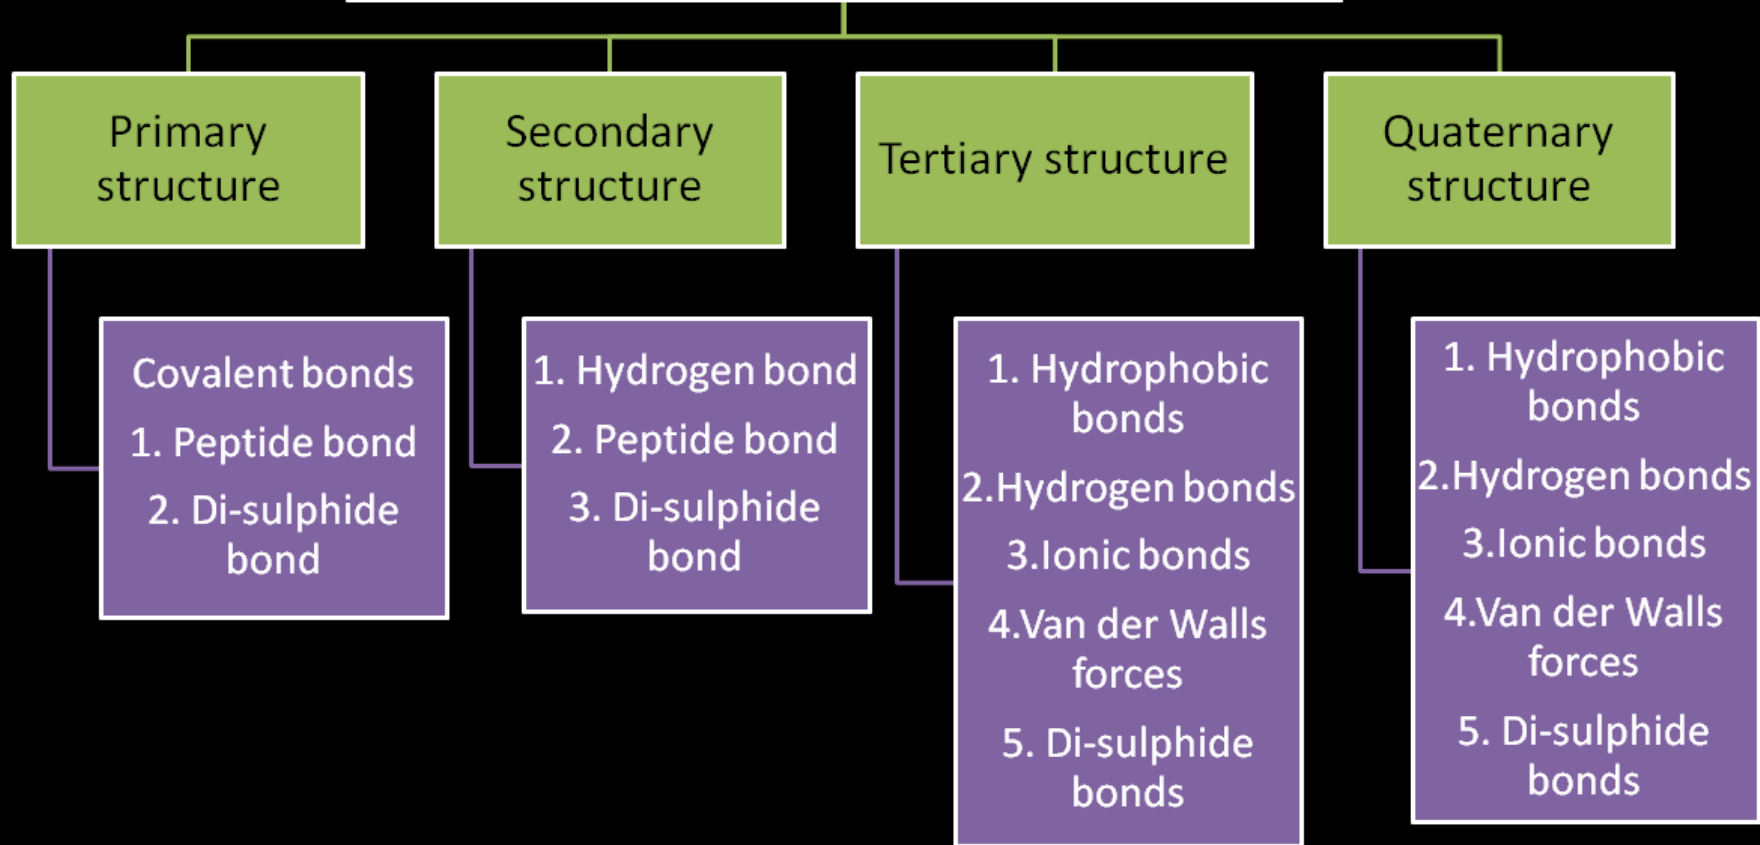 Primary
structure
Covalent bonds
1. Peptide bond
2. Di-sulphide
bond
Secondary
structure
1. Hydrogen bond
2. Peptide bond
3. Di-sulphide
bond
Tertiary structure
1. Hydrophobic
bonds
2.Hydrogen bonds
3.Ionic bonds
4.Van der Walls
forces
5. Di-sulphide
bonds
Quaternary
structure
1. Hydrophobic
bonds
2.Hydrogen bonds
3.Ionic bonds
4.Van der Walls
forces
5. Di-sulphide
bonds